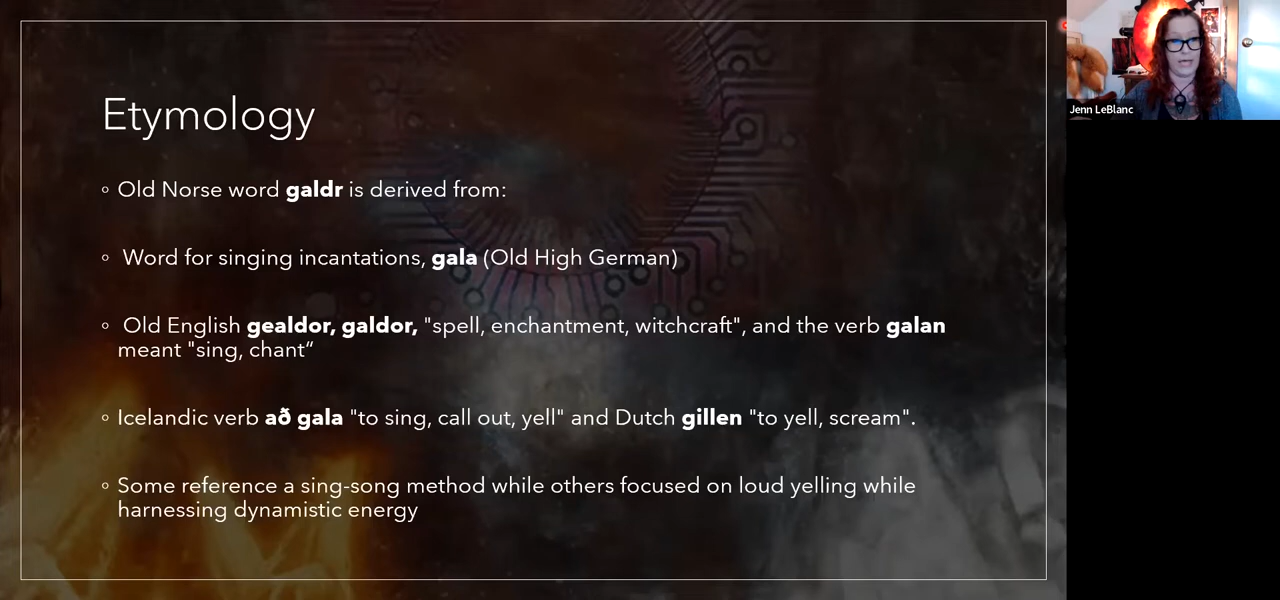 Etymology
◦ Old Norse word galdr is derived from:
◦ Word for singing incantations, gala (Old High German)
◦ Old English gealdor, galdor, "spell, enchantment, witchcraft", and the verb galan
meant "sing, chant“
◦ Icelandic verb að gala "to sing, call out, yell" and Dutch gillen "to yell, scream".
◦ Some reference a sing-song method while others focused on loud yelling while
harnessing dynamistic energy
Jenn LeBlanc